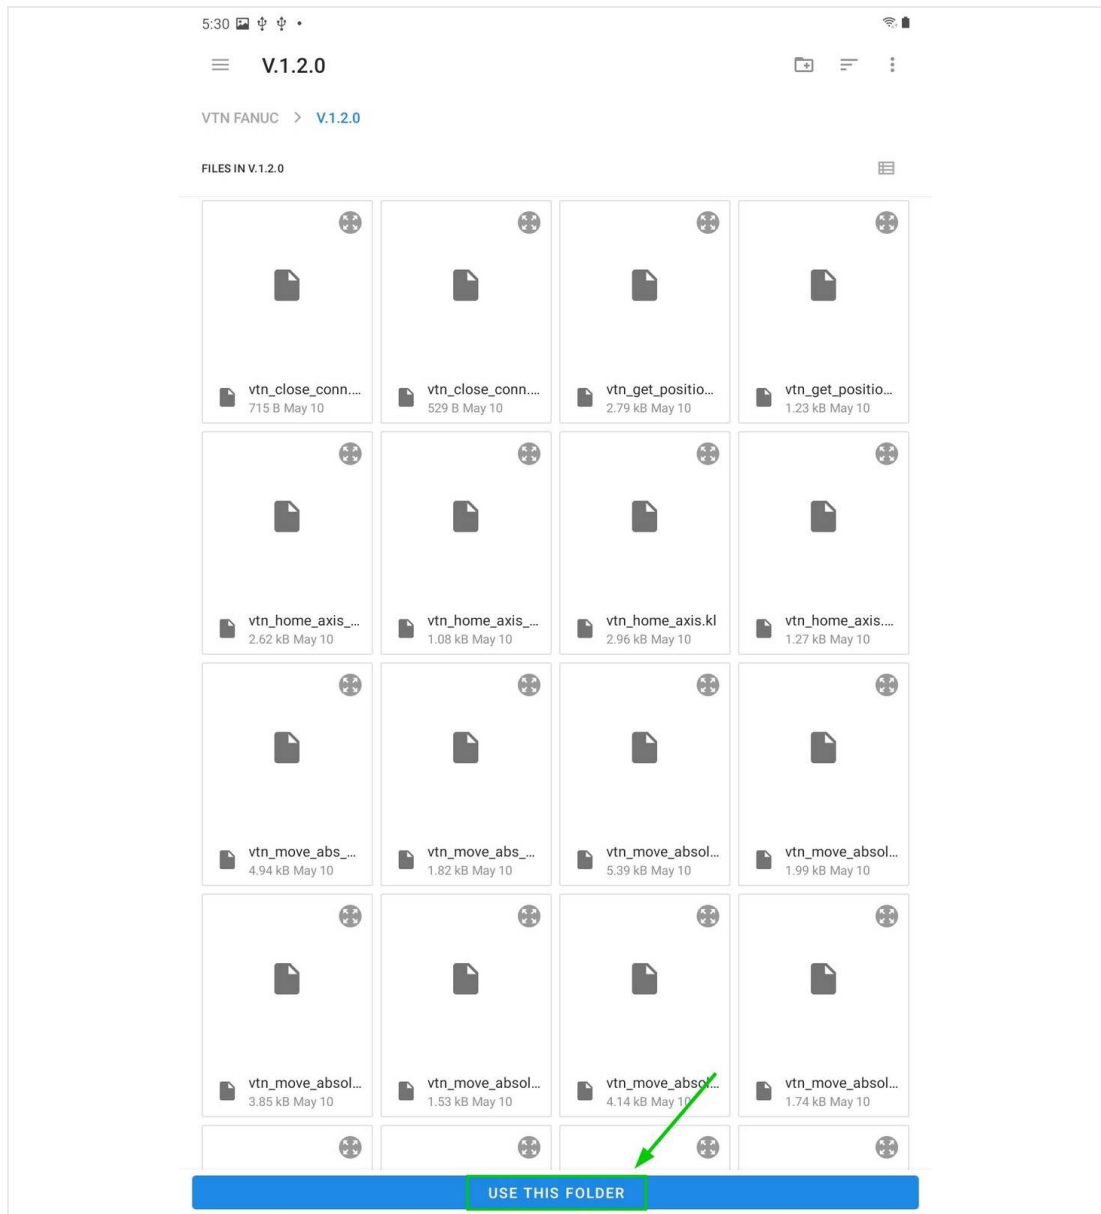 5:30
V.1.2.0
VTN FANUC > V.1.2.0
FILES IN V.1.2.0
vtn_close_conn.... vtn_close_conn.... vtn_get_positio... vtn_get_positio...
715 B May 10 529 B May 10 2.79 kB May 10 1.23 kB May 10
vtn_home_axis_... vtn_home_axis_... vtn_home_axis.kl vtn_home_axis....
2.62 kB May 10 1.08 kB May 10 2.96 kB May 10 1.27 kB May 10
vtn_move_abs_... vtn_move_abs_... vtn_move_absol... vtn_move_absol...
4.94 kB May 10 1.82 kB May 10 5.39 kB May 10 1.99 kB May 10
vtn_move_absol... vtn_move_absol... vtn_move_absol... vtn_move_absol...
3.85 kB May 10 1.53 kB May 10 4.14 kB May 10 1.74 kB May 10
USE THIS FOLDER